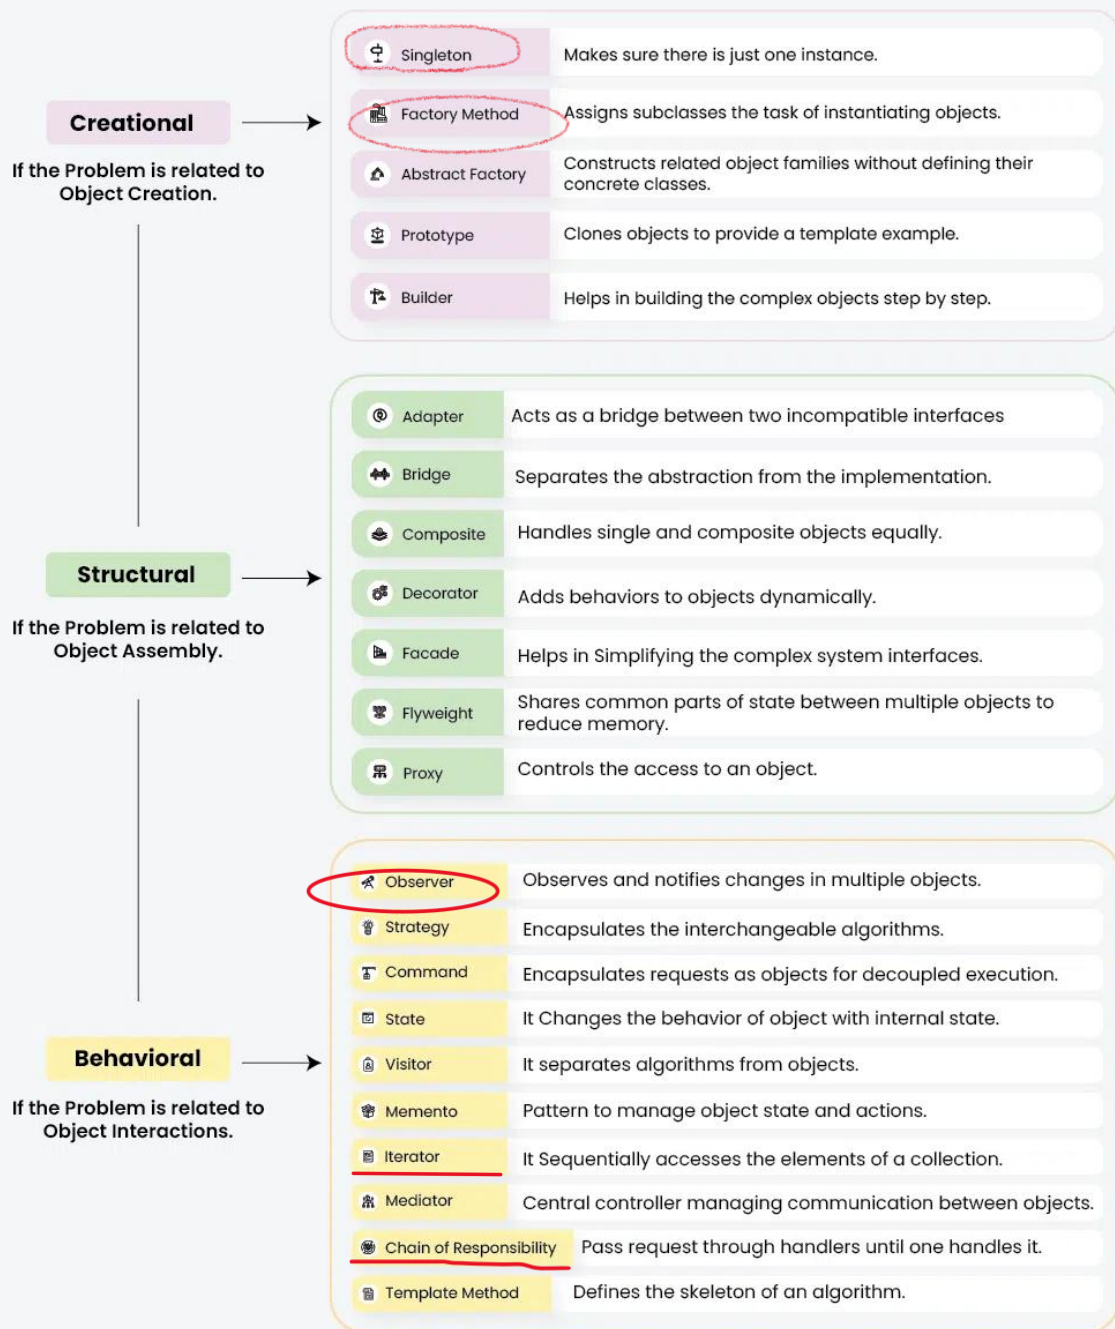 Singleton
Makes sure there is just one instance.
Creational
Factory Method
Assigns subclasses the task of instantiating objects.
If the Problem is related to
Object Creation.
Abstract Factory
Constructs related object families without defining their
concrete classes.
Prototype
Clones objects to provide a template example.
Builder
Helps in building the complex objects step by step.
Adapter
Acts as a bridge between two incompatible interfaces
Bridge
Separates the abstraction from the implementation.
Composite
Handles single and composite objects equally.
Structural
If the Problem is related to
Object Assembly.
Decorator
Adds behaviors to objects dynamically.
Facade
Helps in Simplifying the complex system interfaces.
Flyweight
Shares common parts of state between multiple objects to
reduce memory.
Proxy
Controls the access to an object.
Observer
Observes and notifies changes in multiple objects.
Strategy
Encapsulates the interchangeable algorithms.
Command
Encapsulates requests as objects for decoupled execution.
State
It Changes the behavior of object with internal state.
Behavioral
If the Problem is related to
Object Interactions.
Visitor
It separates algorithms from objects.
Memento
Pattern to manage object state and actions.
Iterator
It Sequentially accesses the elements of a collection.
Mediator
Central controller managing communication between objects.
Chain of Responsibility
Pass request through handlers until one handles it.
Template Method
Defines the skeleton of an algorithm.